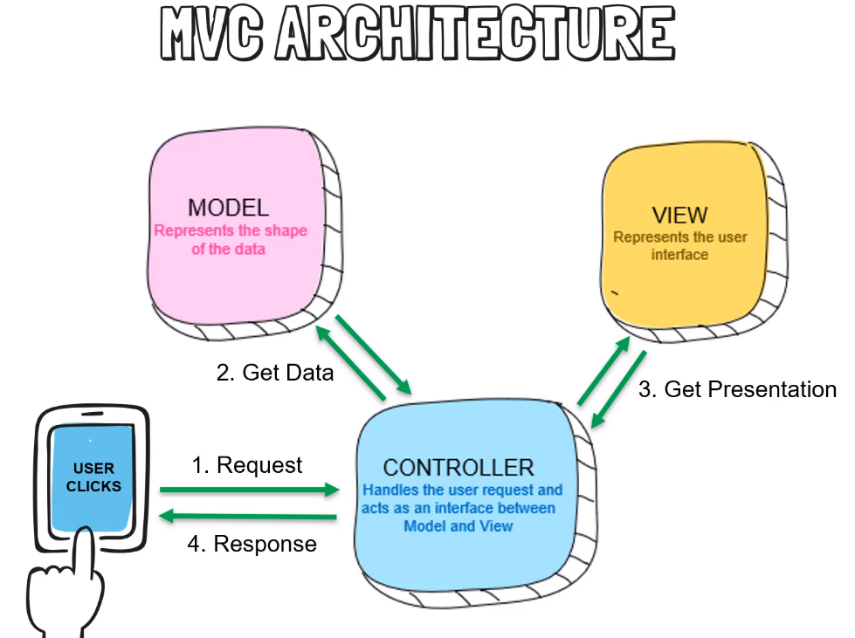 MVC ARCHITECTURE
MODEL
Represents the shape
of the data
VIEW
Represents the user
interface
2. Get Data
3. Get Presentation
USER
CLICKS
1. Request
4. Response
CONTROLLER
Handles the user request and
acts as an interface between
Model and View